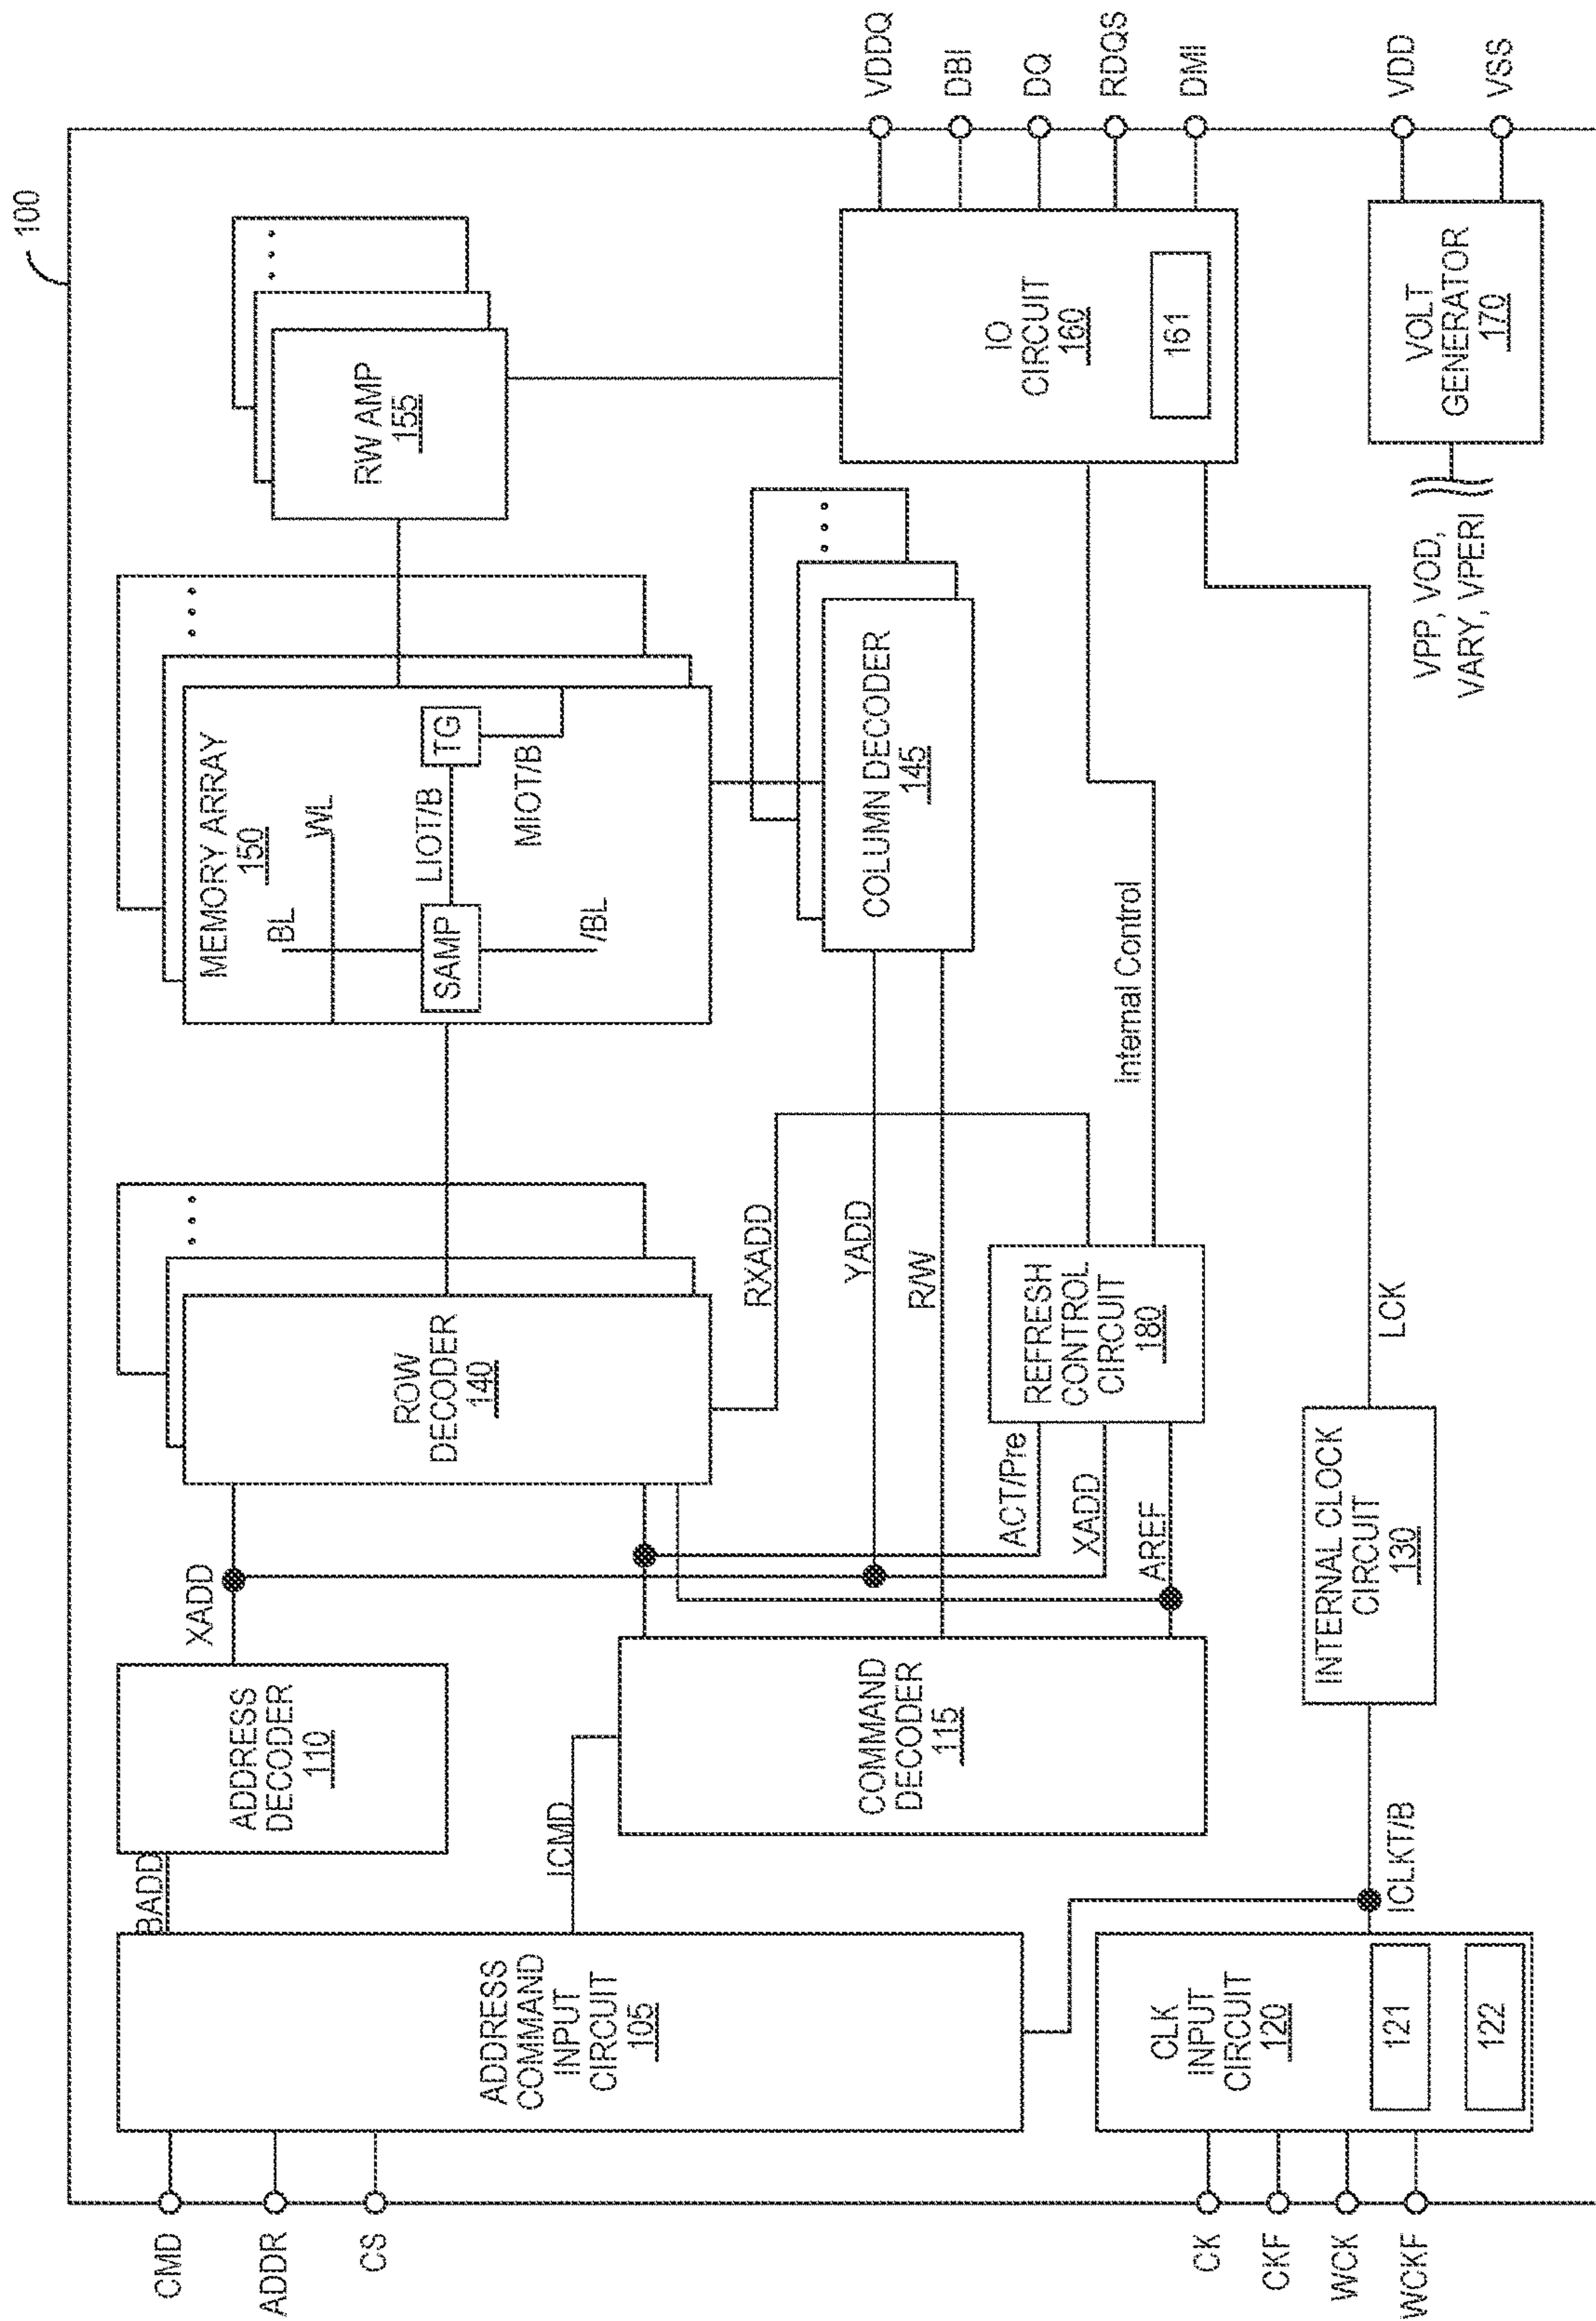 100
CMD
ADDR
CS
CK
CKF
WCK
WCKF
ADDRESS
COMMAND
INPUT
CIRCUIT
105
CLK
INPUT
CIRCUIT
120
121
122
BADD
ICMD
ICLKT/B
ADDRESS
DECODER
110
COMMAND
DECODER
115
INTERNAL CLOCK
CIRCUIT
130
XADD
ACT/Pre
XADD
AREF
LCK
ROW
DECODER
140
REFRESH
CONTROL
CIRCUIT
180
RXADD
YADD
R/W
Internal Control
MEMORY ARRAY
150
BL
WL
SAMP
/BL
LIOT/B
TG
MIOT/B
COLUMN DECODER
145
RW AMP
155
IO
CIRCUIT
160
161
VPP, VOD,
VARY, VPERI
VOLT
GENERATOR
170
VDDQ
DBI
DQ
RDQS
DMI
VDD
VSS